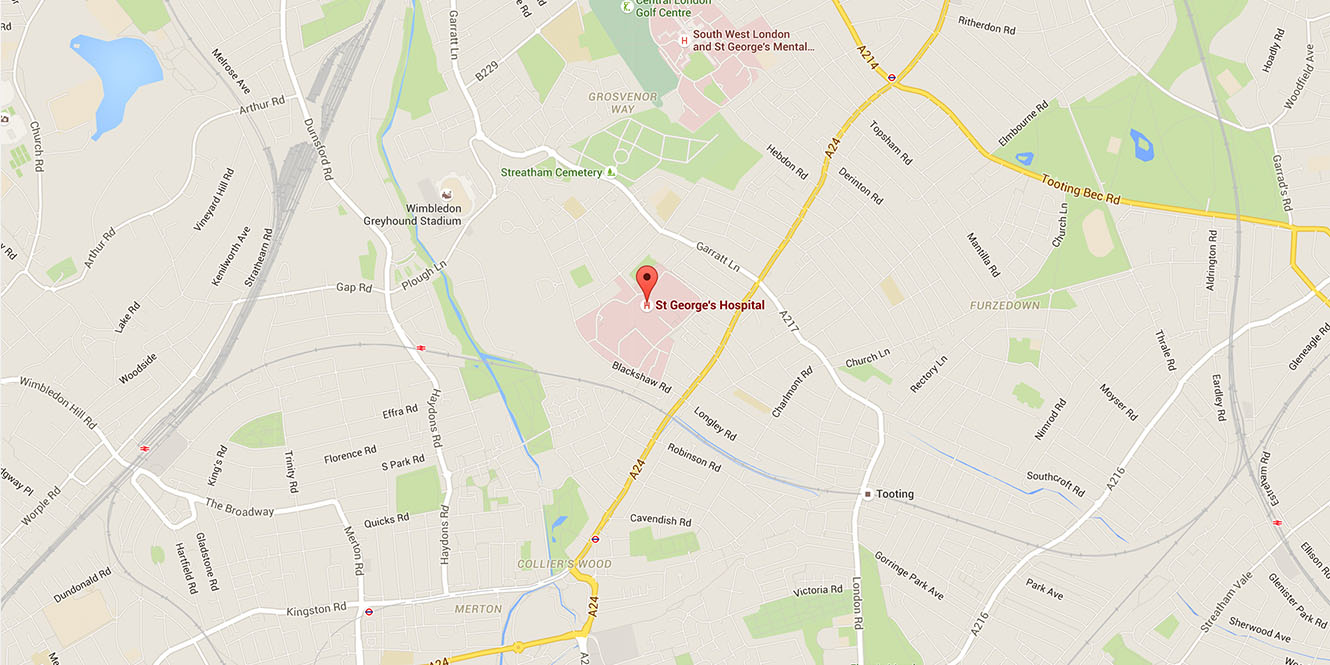 Central London
Golf Centre
South West London
and St George's Mental...
Garratt Ln
Rd
B229
A214
Ritherdon Rd
Hoadly Rd
Woodfield Ave
Melrose Ave
Arthur Rd
Church Rd
Durnsford Rd
GROSVENOR
WAY
Elmbourne Rd
A24
Topsham Rd
Hebdon Rd
Derinton Rd
Streatham Cemetery
Tooting Bec Rd
Garrad's Rd
Vineyard Hill Rd
Wimbledon
Greyhound Stadium
Church Ln
Arthur Rd
Kenilworth Ave
Strathearn Rd
Garratt Ln
Mantilla Rd
Aldrington Rd
Plough Ln
Gap Rd
St George's Hospital
FURZEDOWN
Lake Rd
A217
Thrale Rd
Gleneagle Rd
Woodside
Church Ln
Rectory Ln
Blackshaw Rd
Charlmont Rd
Wimbledon Hill Rd
Haydons Rd
Effra Rd
Longley Rd
Moyser Rd
Nimrod Rd
Eardley Rd
Florence Rd
S Park Rd
King's Rd
Trinity Rd
Robinson Rd
A24
A216
Estreham Rd
Southcroft Rd
Worple Rd
The Broadway
Tooting
Quicks Rd
Haydons Rd
Cavendish Rd
Merton Rd
Gladstone Rd
Hartfield Rd
COLLIER'S WOOD
Ellison Rd
Dundonald Rd
Gorringe Park Ave
Park Ave
Victoria Rd
London Rd
Kingston Rd
MERTON
A24
A216
Streatham Vale
Glenister Park Rd
Sherwood Ave
A24